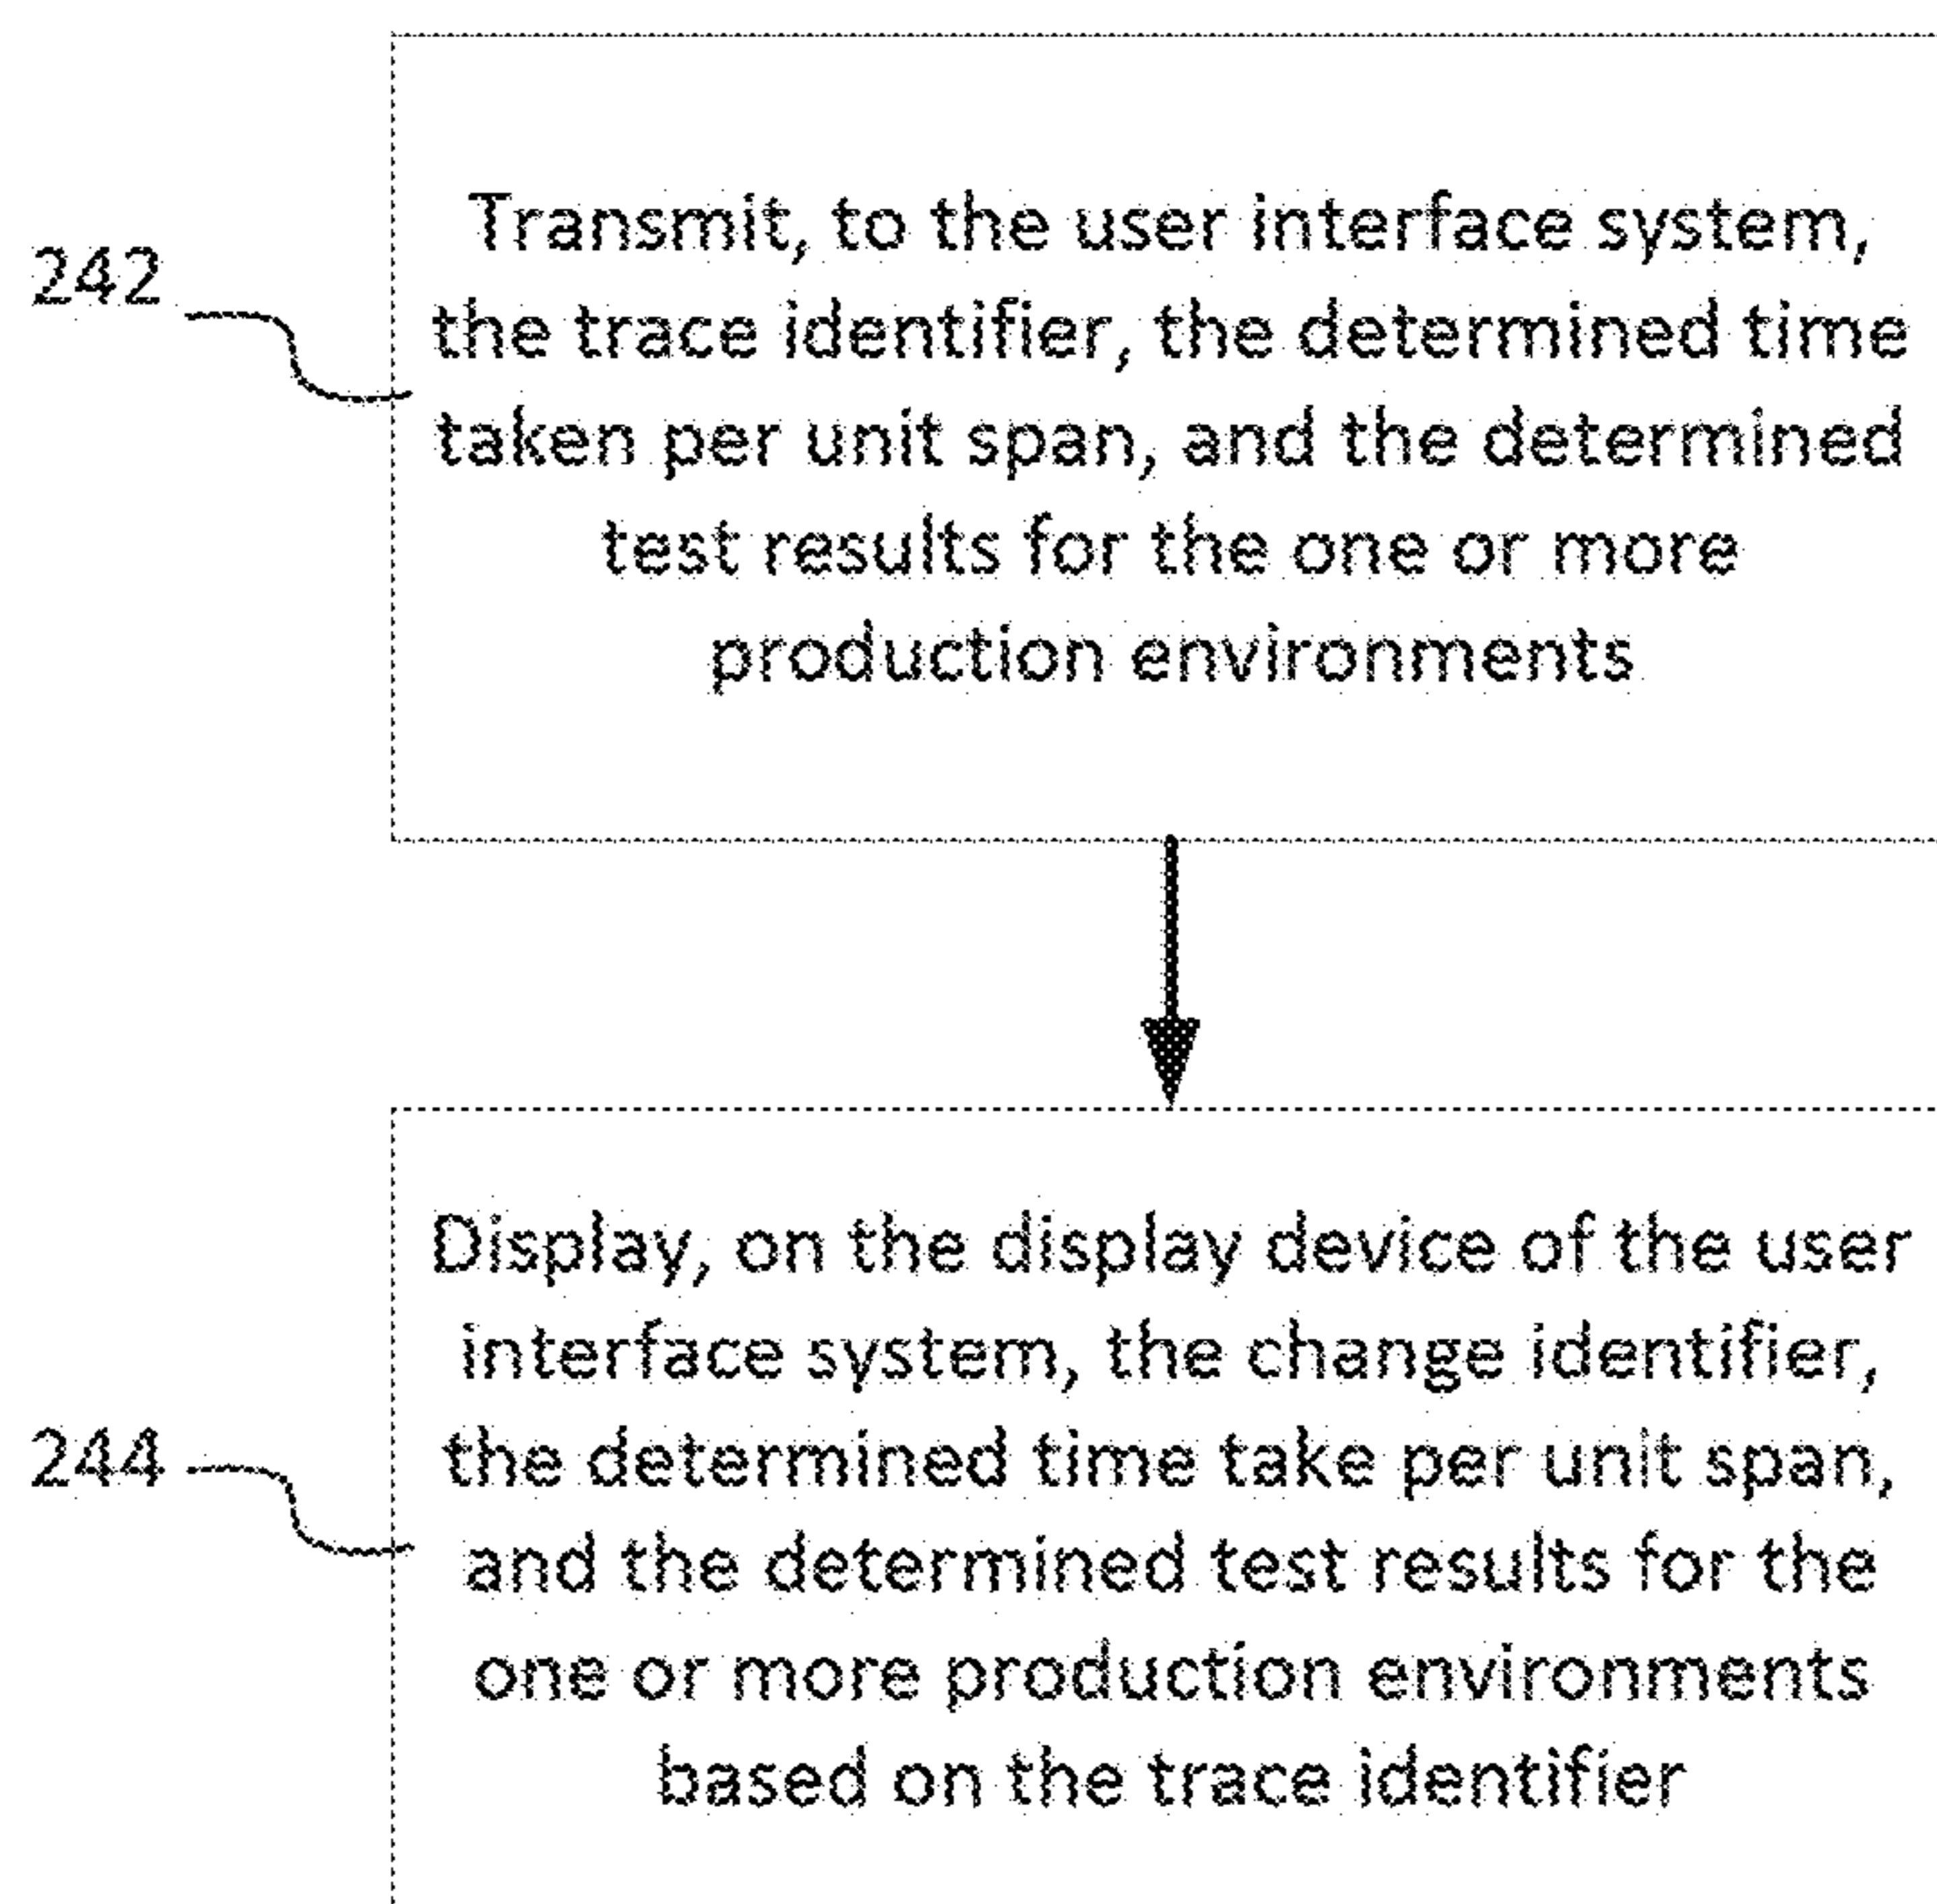 242
Transmit, to the user interface system,
the trace identifier, the determined time
taken per unit span, and the determined
test results for the one or more
production environments
244
Display, on the display device of the user
interface system, the change identifier,
the determined time take per unit span,
and the determined test results for the
one or more production environments
based on the trace identifier